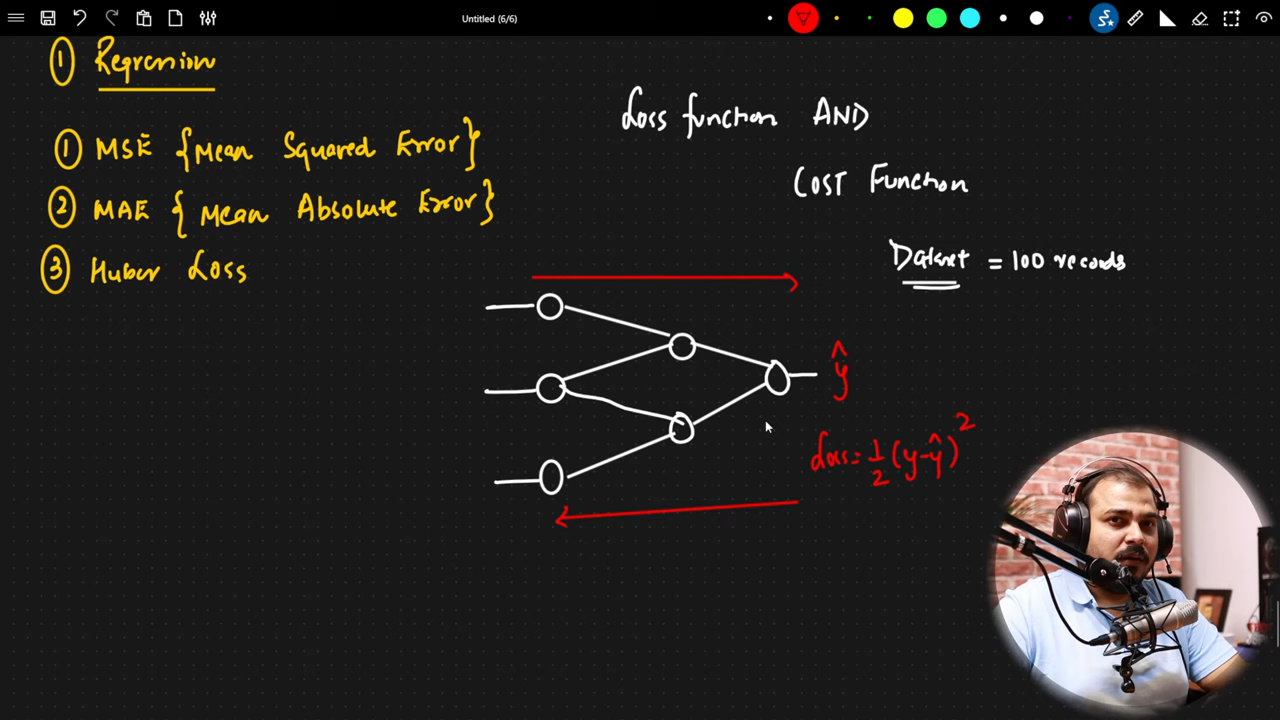 Untitled (6/6)
① Regression
① MSE {Mean Squared Error}
② MAE {Mean Absolute Error}
③ Huber Loss
Loss function AND
COST Function
Dataset = 100 records
ŷ
Loss = 1/2 (y-ŷ)²